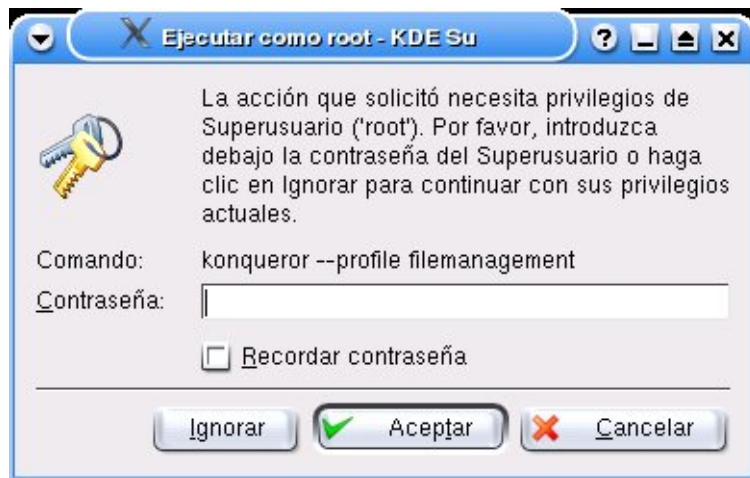 Ejecutar como root - KDE Su
La acción que solicitó necesita privilegios de
Superusuario ('root'). Por favor, introduzca
debajo la contraseña del Superusuario o haga
clic en Ignorar para continuar con sus privilegios
actuales.
Comando: konqueror --profile filemanagement
Contraseña:
Recordar contraseña
Ignorar Aceptar Cancelar